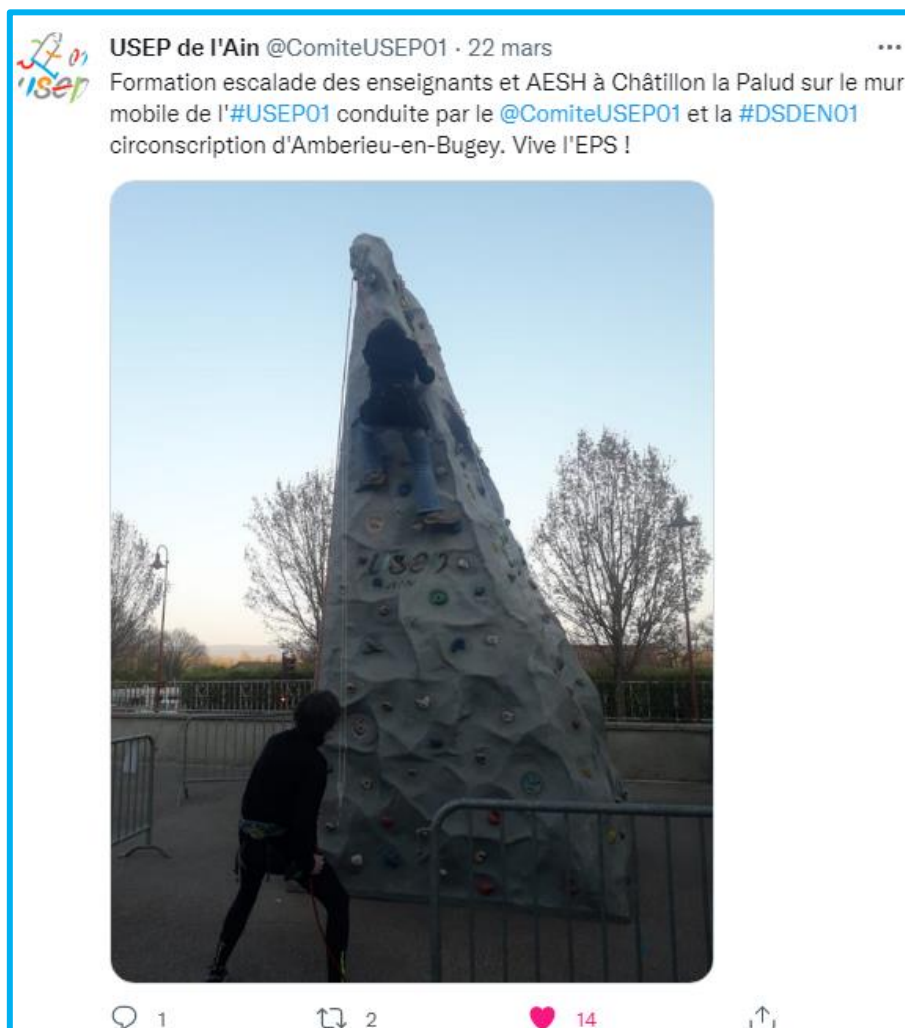 USEP de l'Ain @ComiteUSEP01 · 22 mars
Formation escalade des enseignants et AESH à Châtillon la Palud sur le mur
mobile de l'#USEP01 conduite par le @ComiteUSEP01 et la #DSDEN01
circonscription d'Amberieu-en-Bugey. Vive l'EPS !
usep
usep
1 2 14